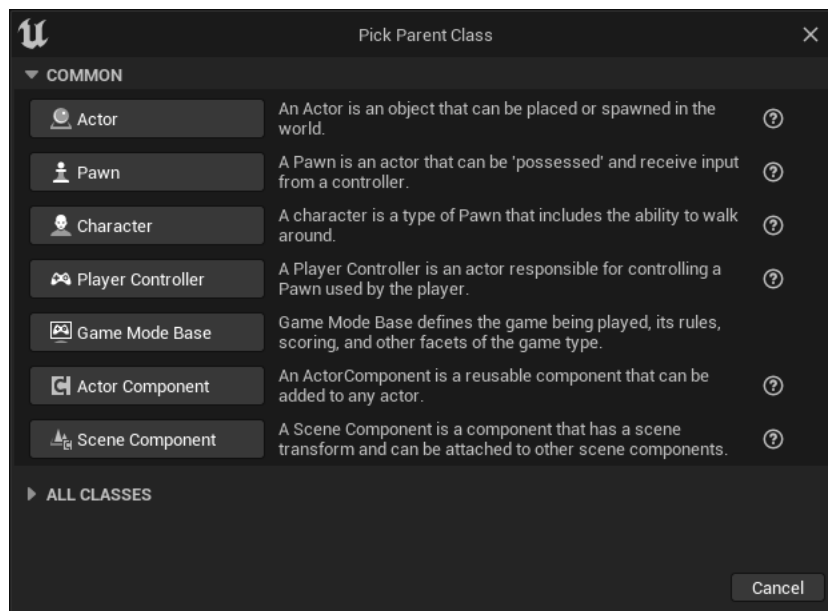 Pick Parent Class
COMMON
Actor
An Actor is an object that can be placed or spawned in the
world.
Pawn
A Pawn is an actor that can be 'possessed' and receive input
from a controller.
Character
A character is a type of Pawn that includes the ability to walk
around.
Player Controller
A Player Controller is an actor responsible for controlling a
Pawn used by the player.
Game Mode Base
Game Mode Base defines the game being played, its rules,
scoring, and other facets of the game type.
Actor Component
An ActorComponent is a reusable component that can be
added to any actor.
Scene Component
A Scene Component is a component that has a scene
transform and can be attached to other scene components.
ALL CLASSES
Cancel